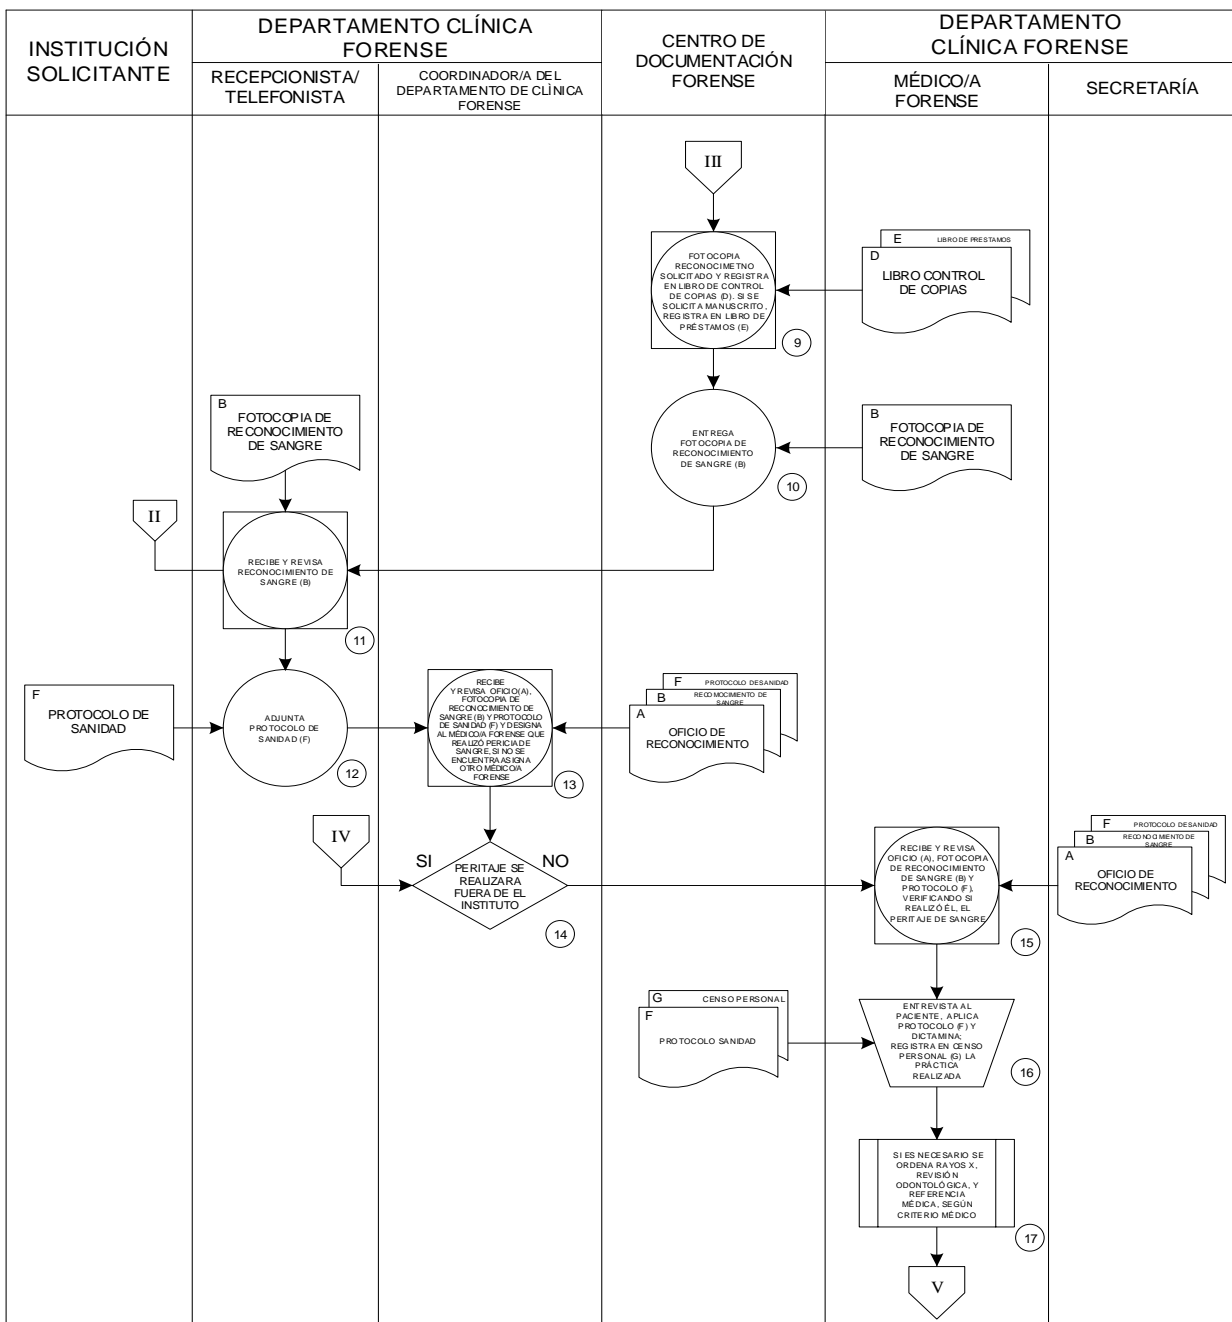 INSTITUCIÓN
SOLICITANTE
DEPARTAMENTO CLÍNICA
FORENSE
RECEPCIONISTA/
TELEFONISTA
COORDINADOR/A DEL
DEPARTAMENTO DE CLÌNICA
FORENSE
CENTRO DE
DOCUMENTACIÓN
FORENSE
DEPARTAMENTO
CLÍNICA FORENSE
MÉDICO/A
FORENSE
SECRETARÍA
III
FOTOCOPIA
RECONOCIMETNO
SOLICITADO Y REGISTRA
EN LIBRO DE CONTROL
DE COPIAS (D). SI SE
SOLICITA MANUSCRITO,
REGISTRA EN LIBRO DE
PRÉSTAMOS (E)
9
E
LIBRO DE PRESTAMOS
D
LIBRO CONTROL
DE COPIAS
B
FOTOCOPIA DE
RECONOCIMIENTO
DE SANGRE
ENTREGA
FOTOCOPIA DE
RECONOCIMIENTO
DE SANGRE (B)
10
B
FOTOCOPIA DE
RECONOCIMIENTO
DE SANGRE
II
RECIBE Y REVISA
RECONOCIMIENTO DE
SANGRE (B)
11
F
PROTOCOLO DE
SANIDAD
ADJUNTA
PROTOCOLO DE
SANIDAD (F)
12
RECIBE
Y REVISA OFICIO(A),
FOTOCOPIA DE
RECONOCIMIENTO DE
SANGRE (B) Y PROTOCOLO
DE SANIDAD (F) Y DESIGNA
AL MÉDICO/A FORENSE QUE
REALIZÓ PERICIA DE
SANGRE, SI NO SE
ENCUENTRA ASIGNA
OTRO MÉDICO/A
FORENSE
13
F
PROTOCOLO DE SANIDAD
B
RECOMOCIMIENTO DE
SANGRE
A
OFICIO DE
RECONOCIMIENTO
IV
SI
NO
PERITAJE SE
REALIZARA
FUERA DE EL
INSTITUTO
14
RECIBE Y REVISA
OFICIO (A), FOTOCOPIA
DE RECONOCIMIENTO
DE SANGRE (B) Y
PROTOCOLO (F),
VERIFICANDO SI
REALIZÓ ÉL, EL
PERITAJE DE SANGRE
15
F
PROTOCOLO DE SANIDAD
B
RECONOCIMIENTO DE
SANGRE
A
OFICIO DE
RECONOCIMIENTO
G
CENSO PERSONAL
F
PROTOCOLO SANIDAD
ENTREVISTA AL
PACIENTE, APLICA
PROTOCOLO (F) Y
DICTAMINA;
REGISTRA EN CENSO
PERSONAL (G) LA
PRÁCTICA
REALIZADA
16
SI ES NECESARIO SE
ORDENA RAYOS X,
REVISIÓN
ODONTOLÓGICA, Y
REFERENCIA
MÉDICA, SEGÚN
CRITERIO MÉDICO
17
V